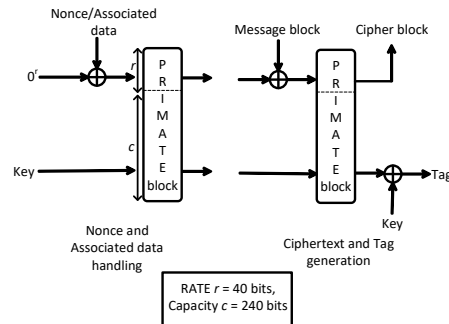 Nonce/Associated
data
0^r
r
c
Key
P
R
I
M
A
T
E
block
Nonce and
Associated data
handling
Message block
Cipher block
P
R
I
M
A
T
E
block
Tag
Key
Ciphertext and Tag
generation
RATE r = 40 bits,
Capacity c = 240 bits